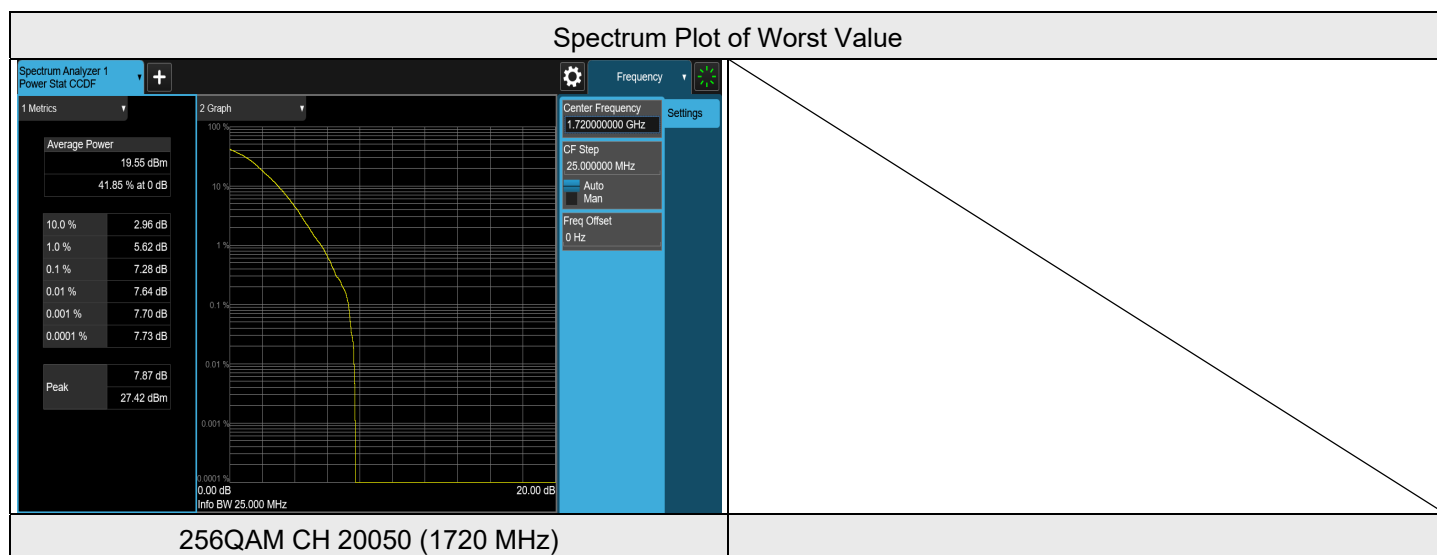 Spectrum Plot of Worst Value
Spectrum Analyzer 1
Power Stat CCDF
Frequency
1 Metrics
2 Graph
Center Frequency
1.720000000 GHz
Settings
CF Step
25.000000 MHz
Auto
Man
Freq Offset
0 Hz
Average Power
19.55 dBm
41.85 % at 0 dB
10.0 % 2.96 dB
1.0 % 5.62 dB
0.1 % 7.28 dB
0.01 % 7.64 dB
0.001 % 7.70 dB
0.0001 % 7.73 dB
Peak 7.87 dB
27.42 dBm
100 %
10 %
1 %
0.1 %
0.01 %
0.001 %
0.0001 %
0.00 dB 20.00 dB
Info BW 25.000 MHz
256QAM CH 20050 (1720 MHz)